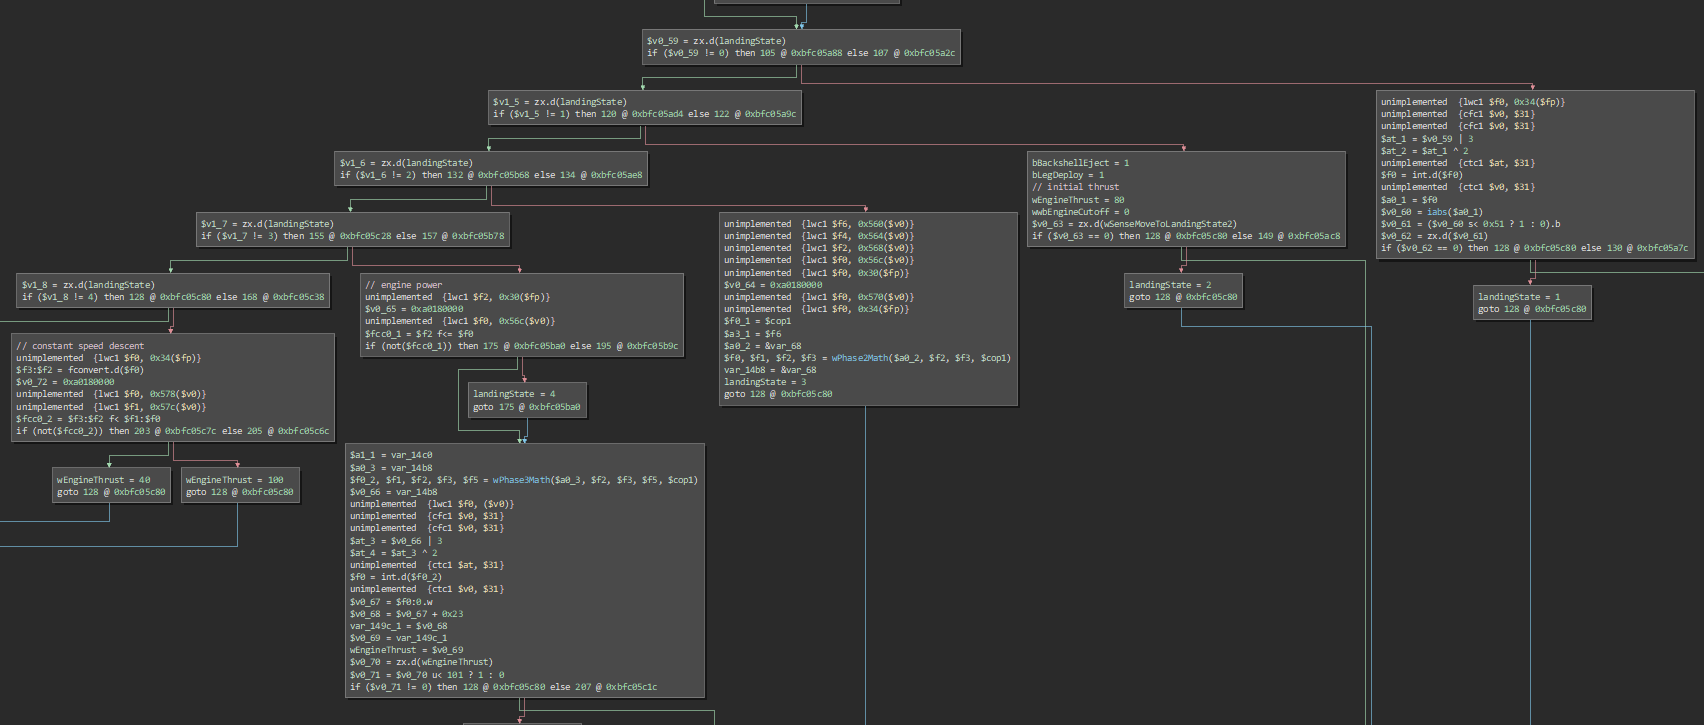 $v0_59 = zx.d(landingState)
if ($v0_59 != 0) then 105 @ 0xbfc05a88 else 107 @ 0xbfc05a2c
$v1_5 = zx.d(landingState)
if ($v1_5 != 1) then 120 @ 0xbfc05ad4 else 122 @ 0xbfc05a9c
$v1_6 = zx.d(landingState)
if ($v1_6 != 2) then 132 @ 0xbfc05b68 else 134 @ 0xbfc05ae8
$v1_7 = zx.d(landingState)
if ($v1_7 != 3) then 155 @ 0xbfc05c28 else 157 @ 0xbfc05b78
$v1_8 = zx.d(landingState)
if ($v1_8 != 4) then 128 @ 0xbfc05c80 else 168 @ 0xbfc05c38
// constant speed descent
unimplemented  {lwc1 $f0, 0x34($fp)}
$f3:$f2 = fconvert.d($f0)
$v0_72 = 0xa0180000
unimplemented  {lwc1 $f0, 0x578($v0)}
unimplemented  {lwc1 $f1, 0x57c($v0)}
$fcc0_2 = $f3:$f2 f< $f1:$f0
if (not($fcc0_2)) then 203 @ 0xbfc05c7c else 205 @ 0xbfc05c6c
wEngineThrust = 40
goto 128 @ 0xbfc05c80
wEngineThrust = 100
goto 128 @ 0xbfc05c80
// engine power
unimplemented  {lwc1 $f2, 0x30($fp)}
$v0_65 = 0xa0180000
unimplemented  {lwc1 $f0, 0x56c($v0)}
$fcc0_1 = $f2 f<= $f0
if (not($fcc0_1)) then 175 @ 0xbfc05ba0 else 195 @ 0xbfc05b9c
landingState = 4
goto 175 @ 0xbfc05ba0
$a1_1 = var_14c0
$a0_3 = var_14b8
$f0_2, $f1, $f2, $f3, $f5 = wPhase3Math($a0_3, $f2, $f3, $f5, $cop1)
$v0_66 = var_14b8
unimplemented  {lwc1 $f0, ($v0)}
unimplemented  {cfc1 $v0, $31}
unimplemented  {cfc1 $v0, $31}
$at_3 = $v0_66 | 3
$at_4 = $at_3 ^ 2
unimplemented  {ctc1 $at, $31}
$f0 = int.d($f0_2)
unimplemented  {ctc1 $v0, $31}
$v0_67 = $f0:0.w
$v0_68 = $v0_67 + 0x23
var_149c_1 = $v0_68
$v0_69 = var_149c_1
wEngineThrust = $v0_69
$v0_70 = zx.d(wEngineThrust)
$v0_71 = $v0_70 u< 101 ? 1 : 0
if ($v0_71 != 0) then 128 @ 0xbfc05c80 else 207 @ 0xbfc05c1c
unimplemented  {lwc1 $f6, 0x560($v0)}
unimplemented  {lwc1 $f4, 0x564($v0)}
unimplemented  {lwc1 $f2, 0x568($v0)}
unimplemented  {lwc1 $f0, 0x56c($v0)}
unimplemented  {lwc1 $f0, 0x30($fp)}
$v0_64 = 0xa0180000
unimplemented  {lwc1 $f0, 0x570($v0)}
unimplemented  {lwc1 $f0, 0x34($fp)}
$f0_1 = $cop1
$a3_1 = $f6
$a0_2 = &var_68
$f0, $f1, $f2, $f3 = wPhase2Math($a0_2, $f2, $f3, $cop1)
var_14b8 = &var_68
landingState = 3
goto 128 @ 0xbfc05c80
bBackshellEject = 1
bLegDeploy = 1
// initial thrust
wEngineThrust = 80
wwbEngineCutoff = 0
$v0_63 = zx.d(wSenseMoveToLandingState2)
if ($v0_63 == 0) then 128 @ 0xbfc05c80 else 149 @ 0xbfc05ac8
landingState = 2
goto 128 @ 0xbfc05c80
unimplemented  {lwc1 $f0, 0x34($fp)}
unimplemented  {cfc1 $v0, $31}
unimplemented  {cfc1 $v0, $31}
$at_1 = $v0_59 | 3
$at_2 = $at_1 ^ 2
unimplemented  {ctc1 $at, $31}
$f0 = int.d($f0)
unimplemented  {ctc1 $v0, $31}
$a0_1 = $f0
$v0_60 = iabs($a0_1)
$v0_61 = ($v0_60 s< 0x51 ? 1 : 0).b
$v0_62 = zx.d($v0_61)
if ($v0_62 == 0) then 128 @ 0xbfc05c80 else 130 @ 0xbfc05a7c
landingState = 1
goto 128 @ 0xbfc05c80